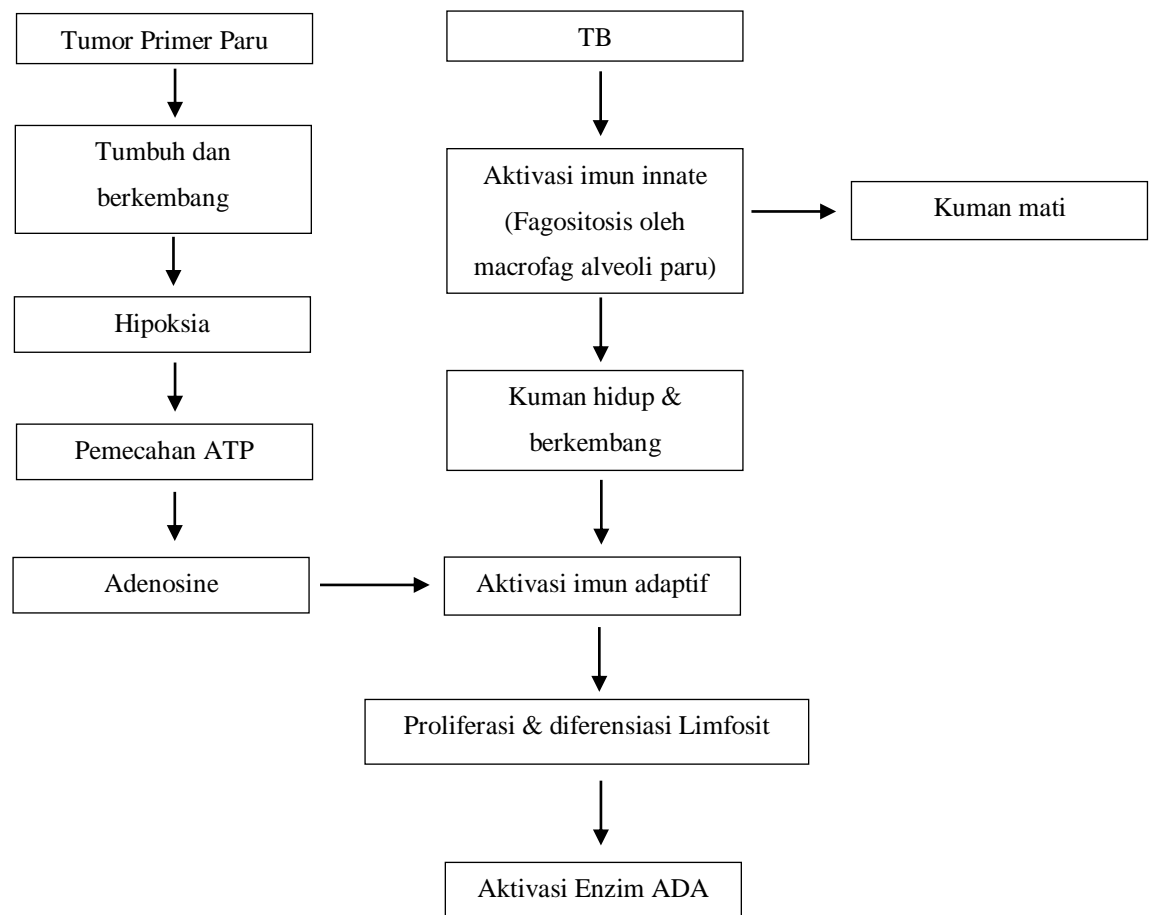 Tumor Primer Paru
TB
Tumbuh dan
berkembang
Aktivasi imun innate
(Fagositosis oleh
macrofag alveoli paru)
Kuman mati
Hipoksia
Kuman hidup &
berkembang
Pemecahan ATP
Adenosine
Aktivasi imun adaptif
Proliferasi & diferensiasi Limfosit
Aktivasi Enzim ADA